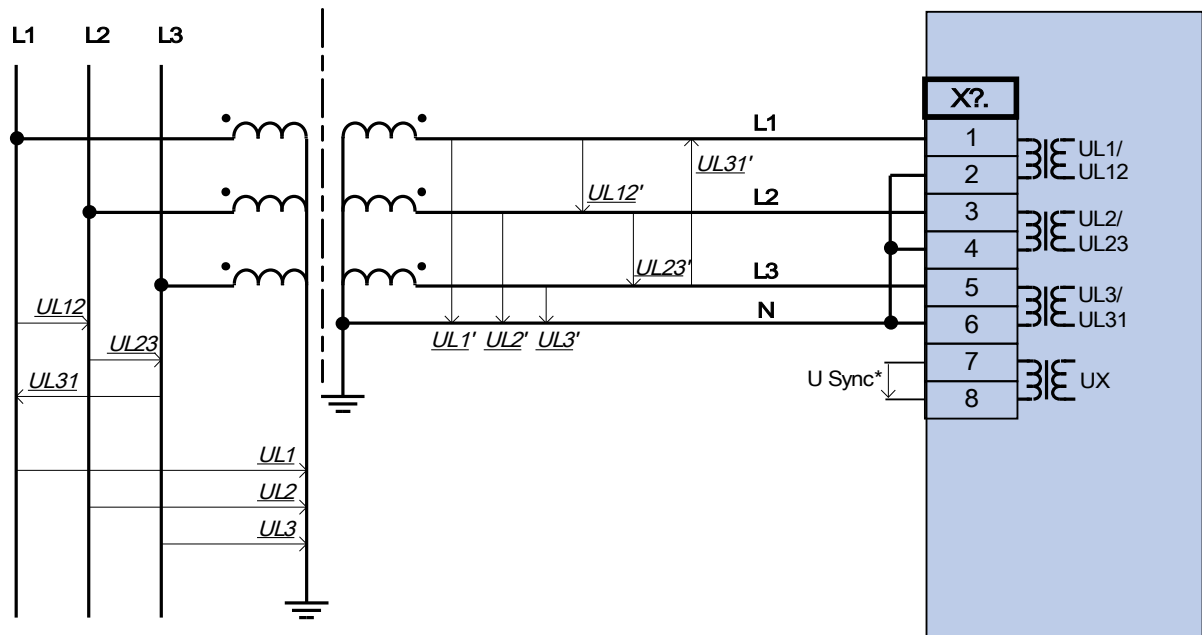 L1 L2 L3
X?.
L1
1
UL1/
UL12
UL31'
2
UL12'
L2
3
UL2/
UL23
4
UL23'
L3
5
UL3/
UL31
UL12
N
6
UL1' UL2' UL3'
UL23
7
U Sync*
UX
UL31
8
UL1
UL2
UL3